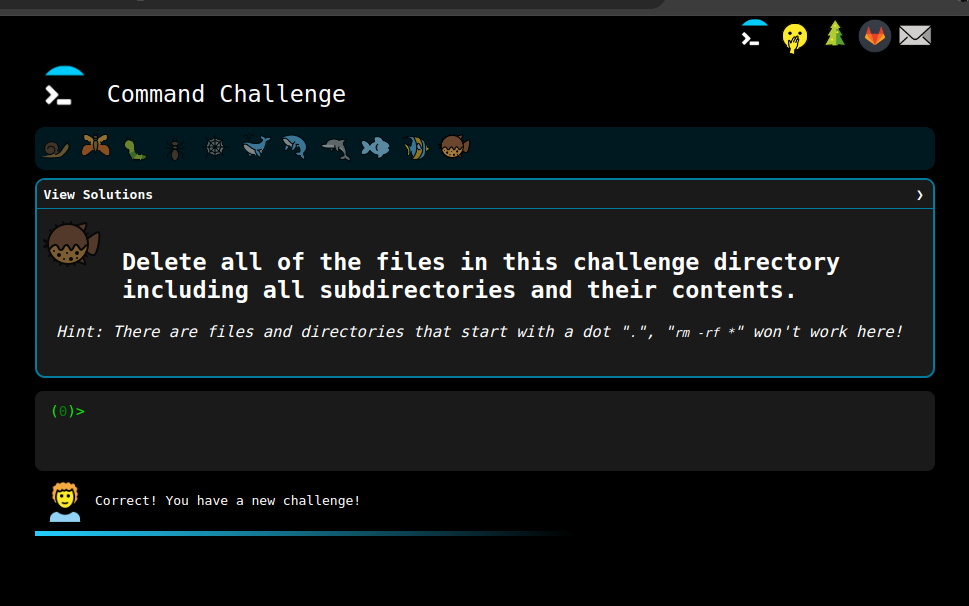 Command Challenge
View Solutions ❯
Delete all of the files in this challenge directory
including all subdirectories and their contents.
Hint: There are files and directories that start with a dot ".", "rm -rf *" won't work here!
(0)>
Correct! You have a new challenge!